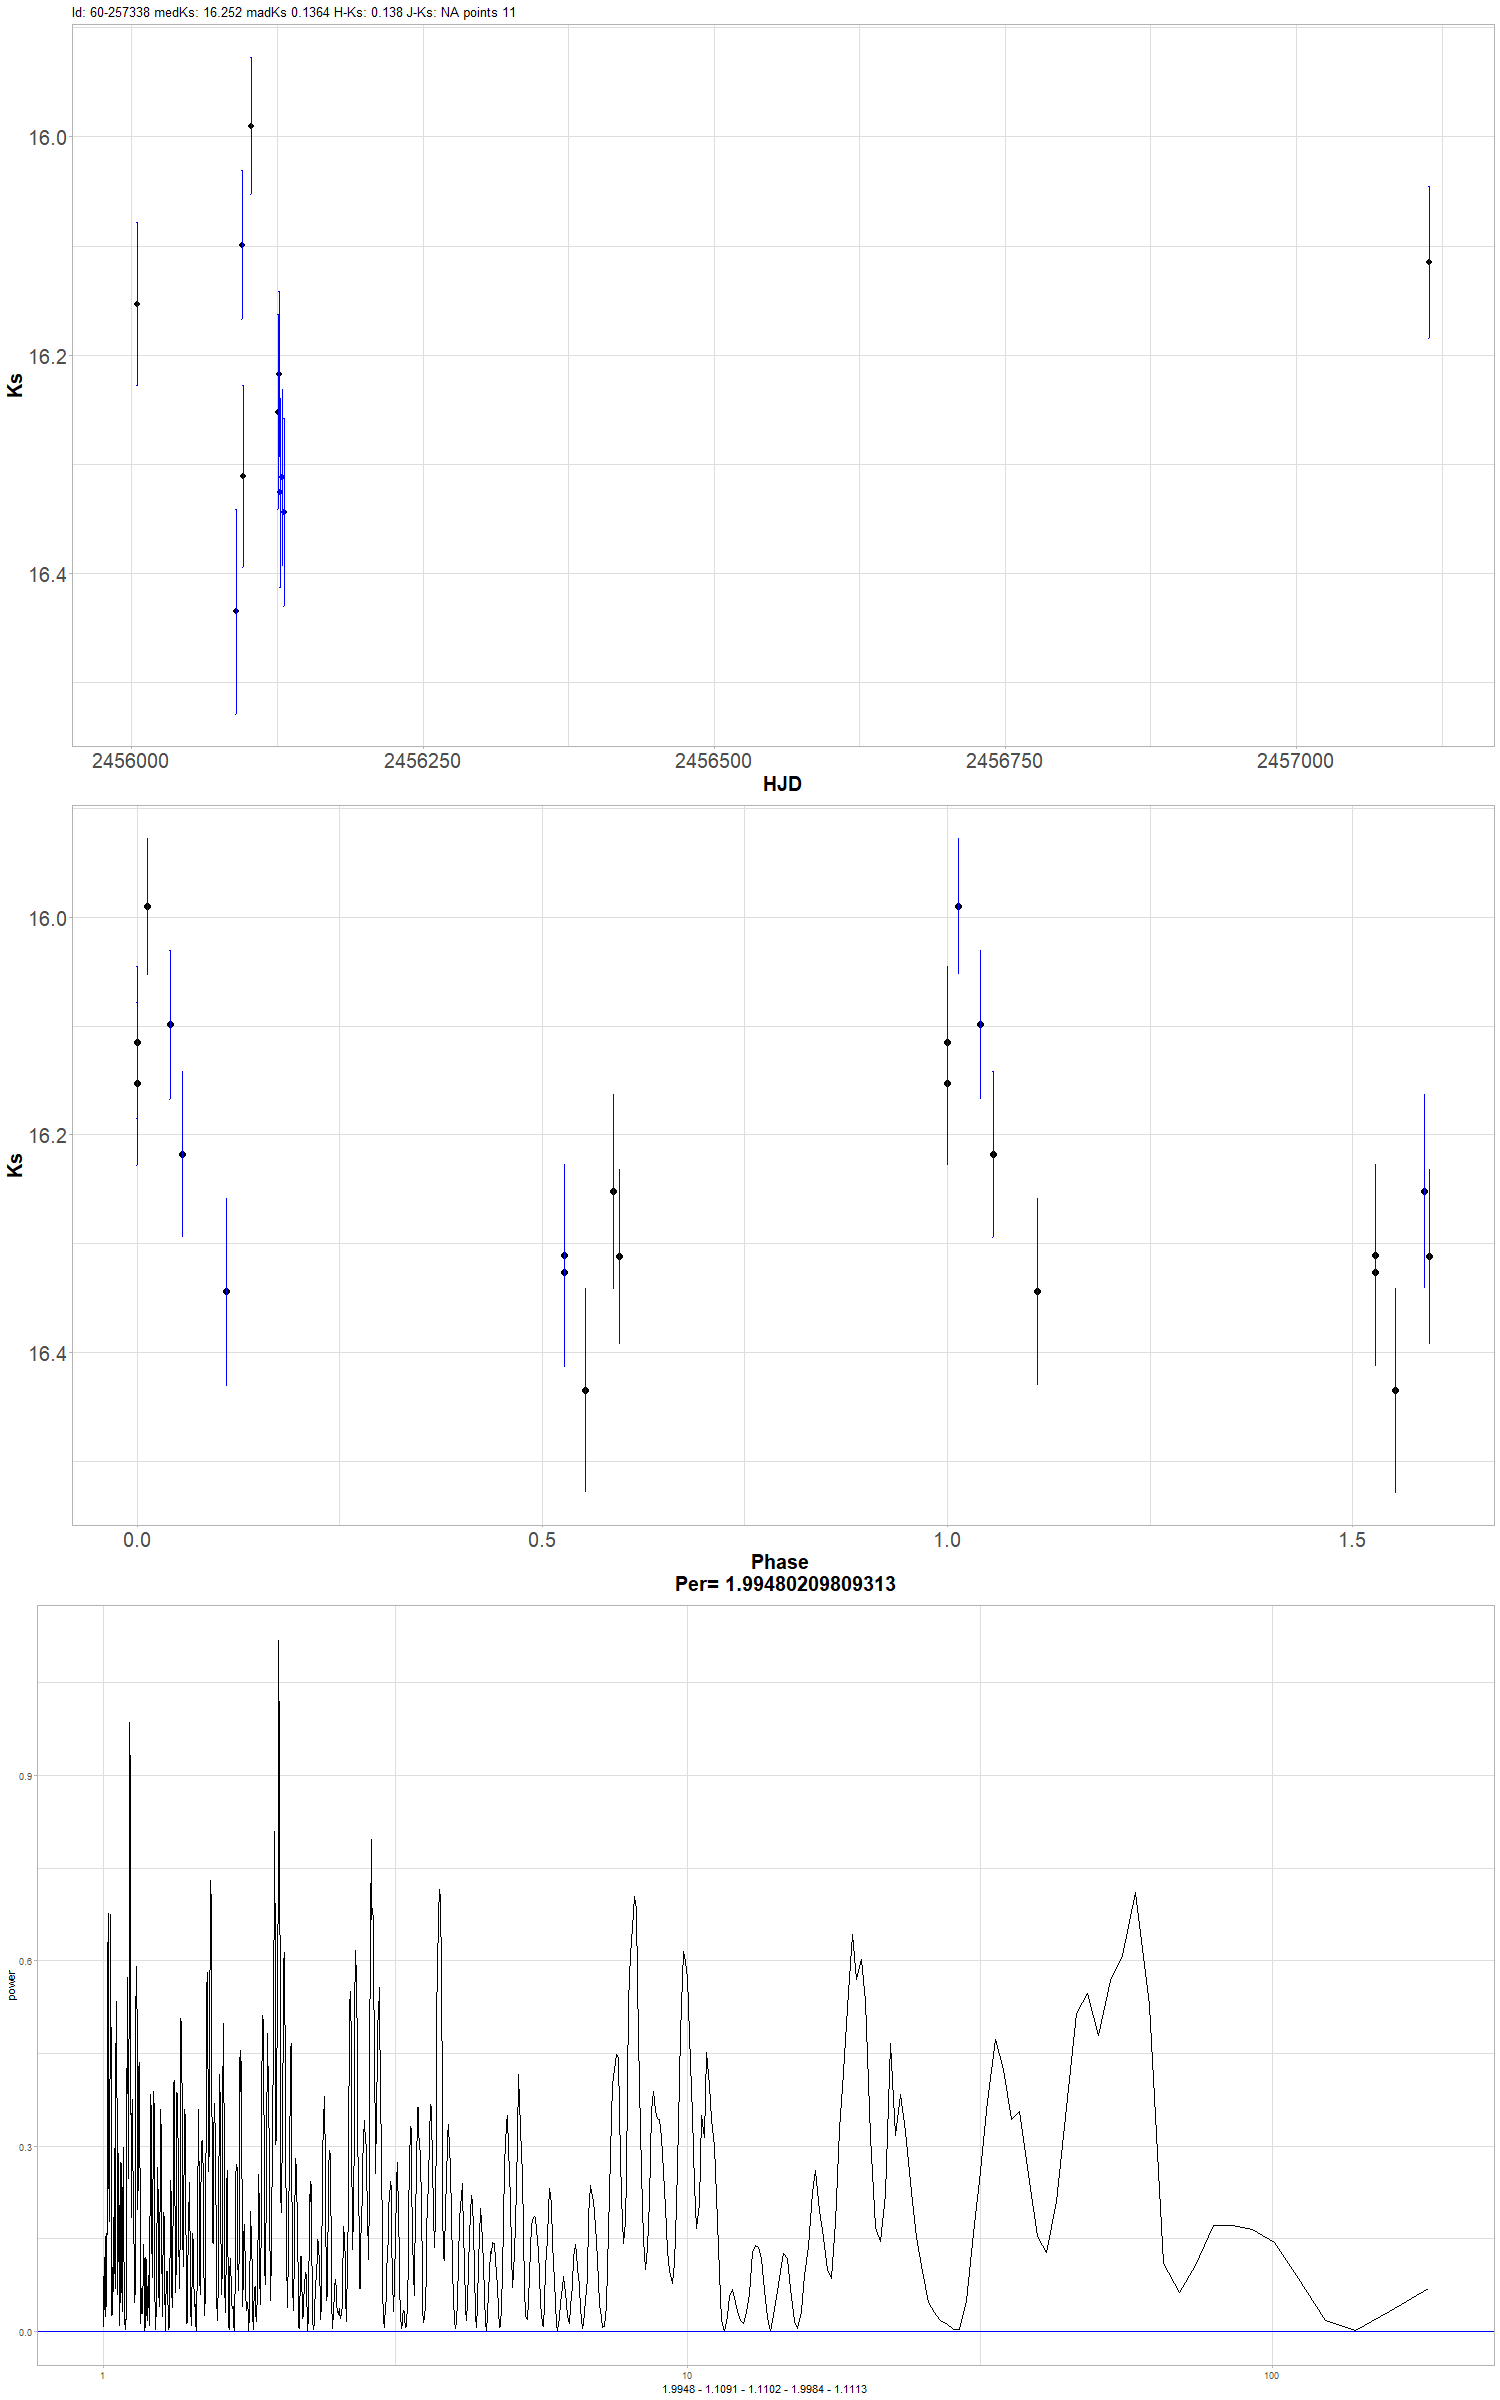 Id: 60-257338 medKs: 16.252 madKs 0.1364 H-Ks: 0.138 J-Ks: NA points 11
16.0
16.2
16.4
Ks
2456000 2456250 2456500 2456750 2457000
HJD
16.0
16.2
16.4
Ks
0.0 0.5 1.0 1.5
Phase
Per= 1.99480209809313
0.9
0.6
0.3
0.0
power
1 10 100
1.9948 - 1.1091 - 1.1102 - 1.9984 - 1.1113